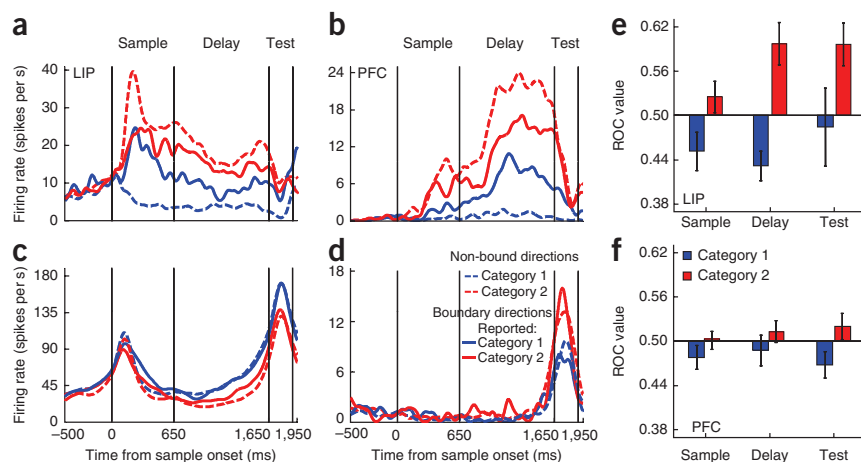 a
b
e
Sample Delay Test
Sample Delay Test
LIP
PFC
Firing rate (spikes per s)
40
30
20
10
0
24
18
12
6
0
ROC value
0.62
0.56
0.50
0.44
0.38
LIP
Sample Delay Test
c
d
f
Firing rate (spikes per s)
180
135
90
45
0
18
12
6
0
Non-bound directions
Category 1
Category 2
Boundary directions
Reported:
Category 1
Category 2
–500 0 650 1,650 1,950
Time from sample onset (ms)
–500 0 650 1,650 1,950
Time from sample onset (ms)
ROC value
0.62
0.56
0.50
0.44
0.38
Category 1
Category 2
PFC
Sample Delay Test